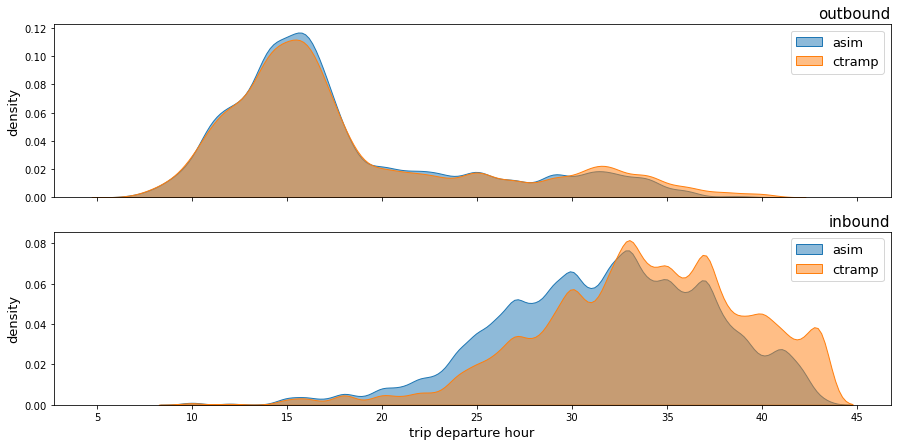 outbound
0.12
0.10
0.08
0.06
0.04
0.02
0.00
density
asim
ctramp
inbound
0.08
0.06
0.04
0.02
0.00
density
asim
ctramp
5 10 15 20 25 30 35 40 45
trip departure hour